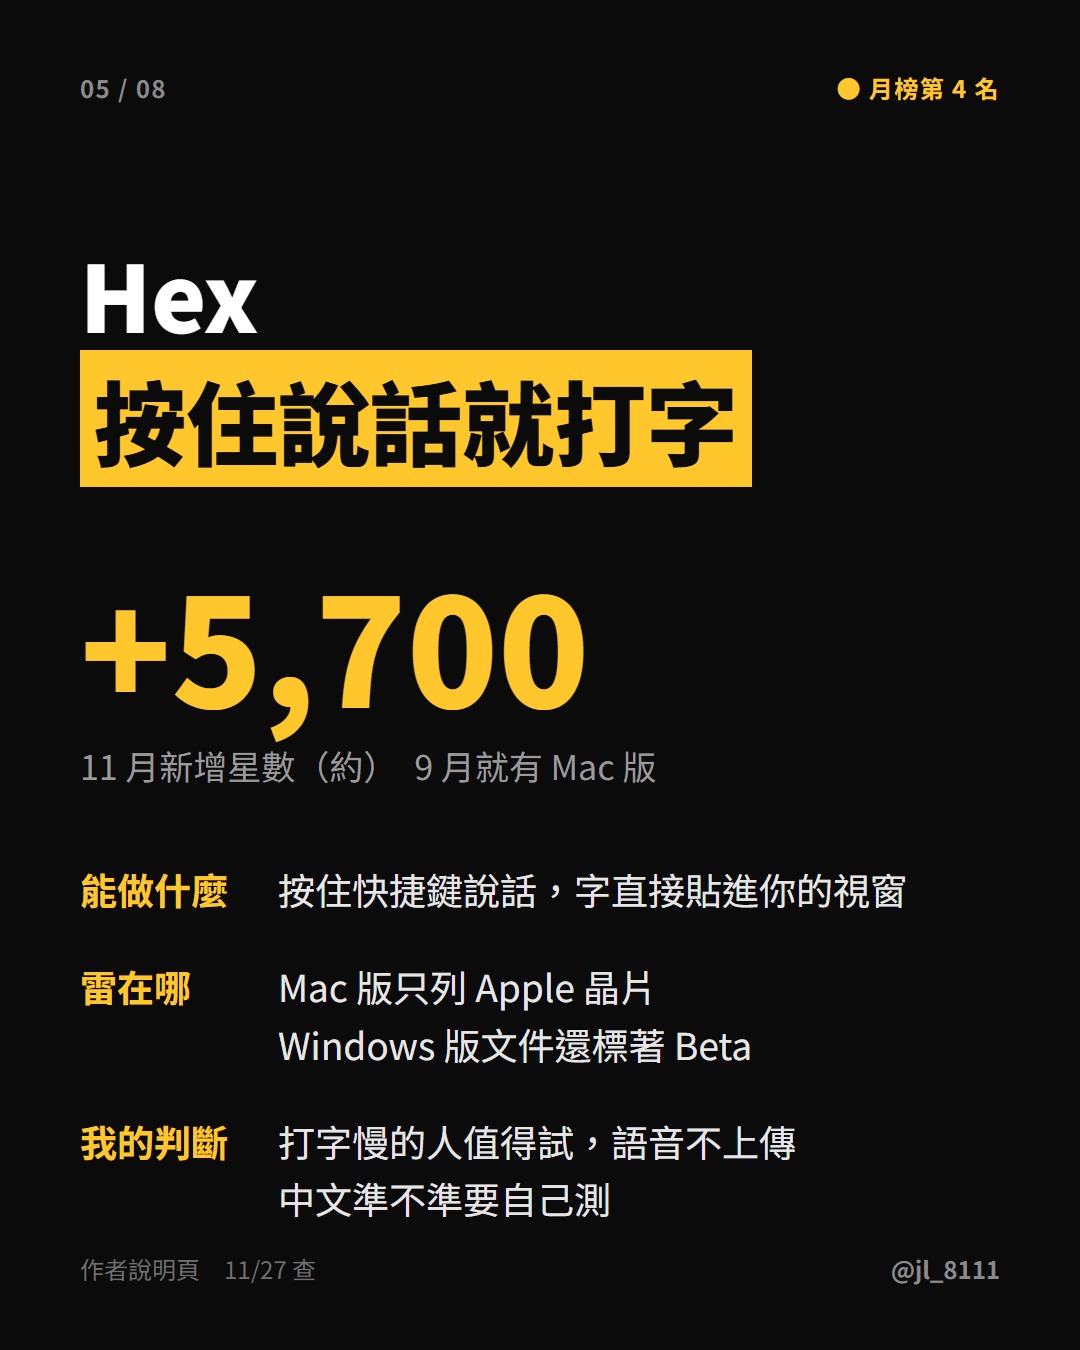 05 / 08
月榜第 4 名
Hex
按住說話就打字
+5,700
11 月新增星數（約） 9 月就有 Mac 版
能做什麼 按住快捷鍵說話，字直接貼進你的視窗
雷在哪 Mac 版只列 Apple 晶片
Windows 版文件還標著 Beta
我的判斷 打字慢的人值得試，語音不上傳
中文準不準要自己測
作者說明頁 11/27 查
@jl_8111